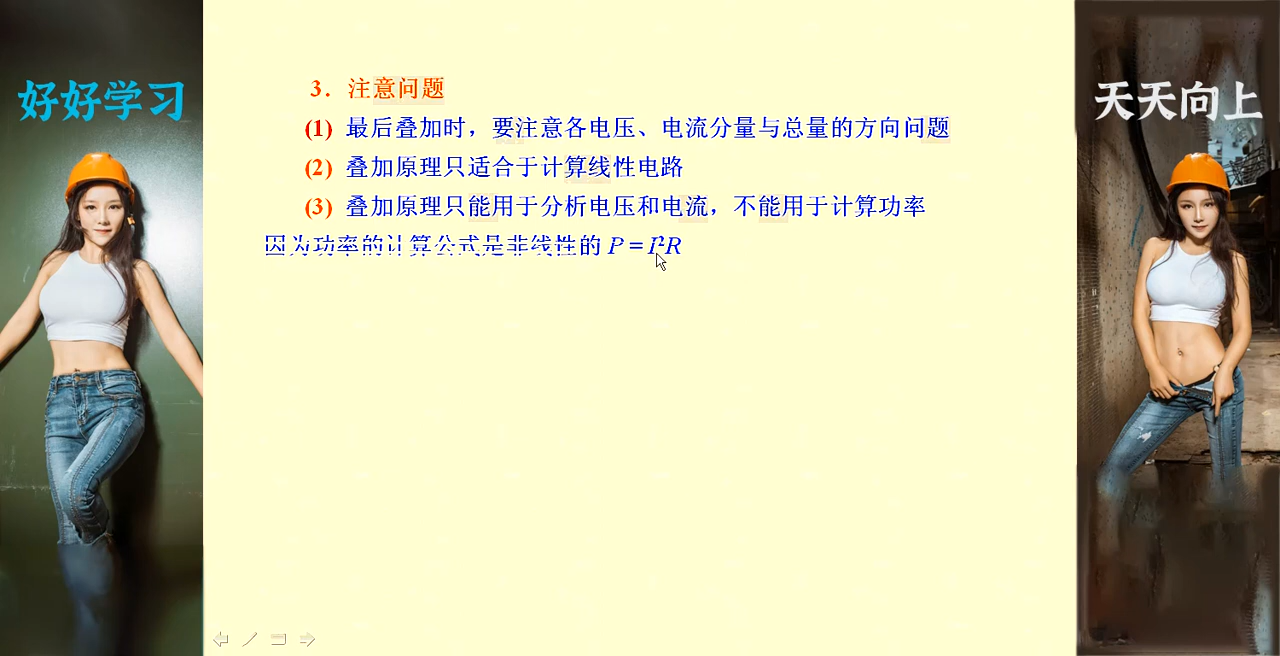 好好学习
天天向上
3．注意问题
(1) 最后叠加时，要注意各电压、电流分量与总量的方向问题
(2) 叠加原理只适合于计算线性电路
(3) 叠加原理只能用于分析电压和电流，不能用于计算功率
因为功率的计算公式是非线性的 P = I²R